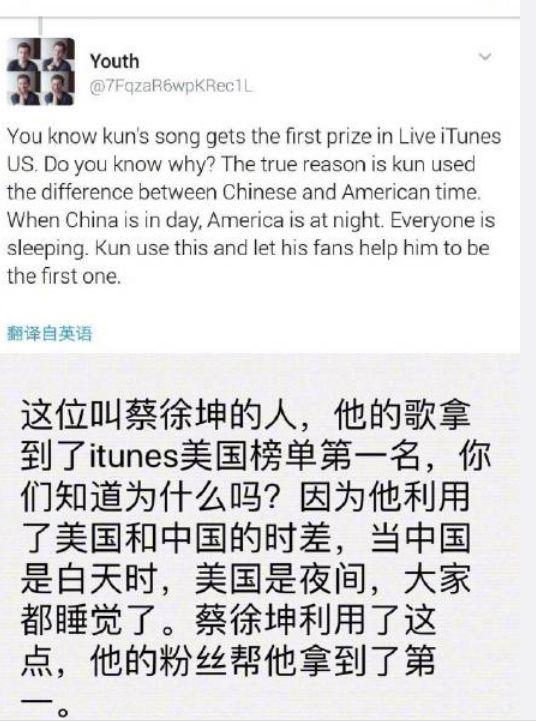 Youth
@7FqzaR6wpKRec1L
You know kun's song gets the first prize in Live iTunes
US. Do you know why? The true reason is kun used
the difference between Chinese and American time.
When China is in day, America is at night. Everyone is
sleeping. Kun use this and let his fans help him to be
the first one.
翻译自英语
这位叫蔡徐坤的人，他的歌拿
到了itunes美国榜单第一名，你
们知道为什么吗？因为他利用
了美国和中国的时差，当中国
是白天时，美国是夜间，大家
都睡觉了。蔡徐坤利用了这
点，他的粉丝帮他拿到了第
一。